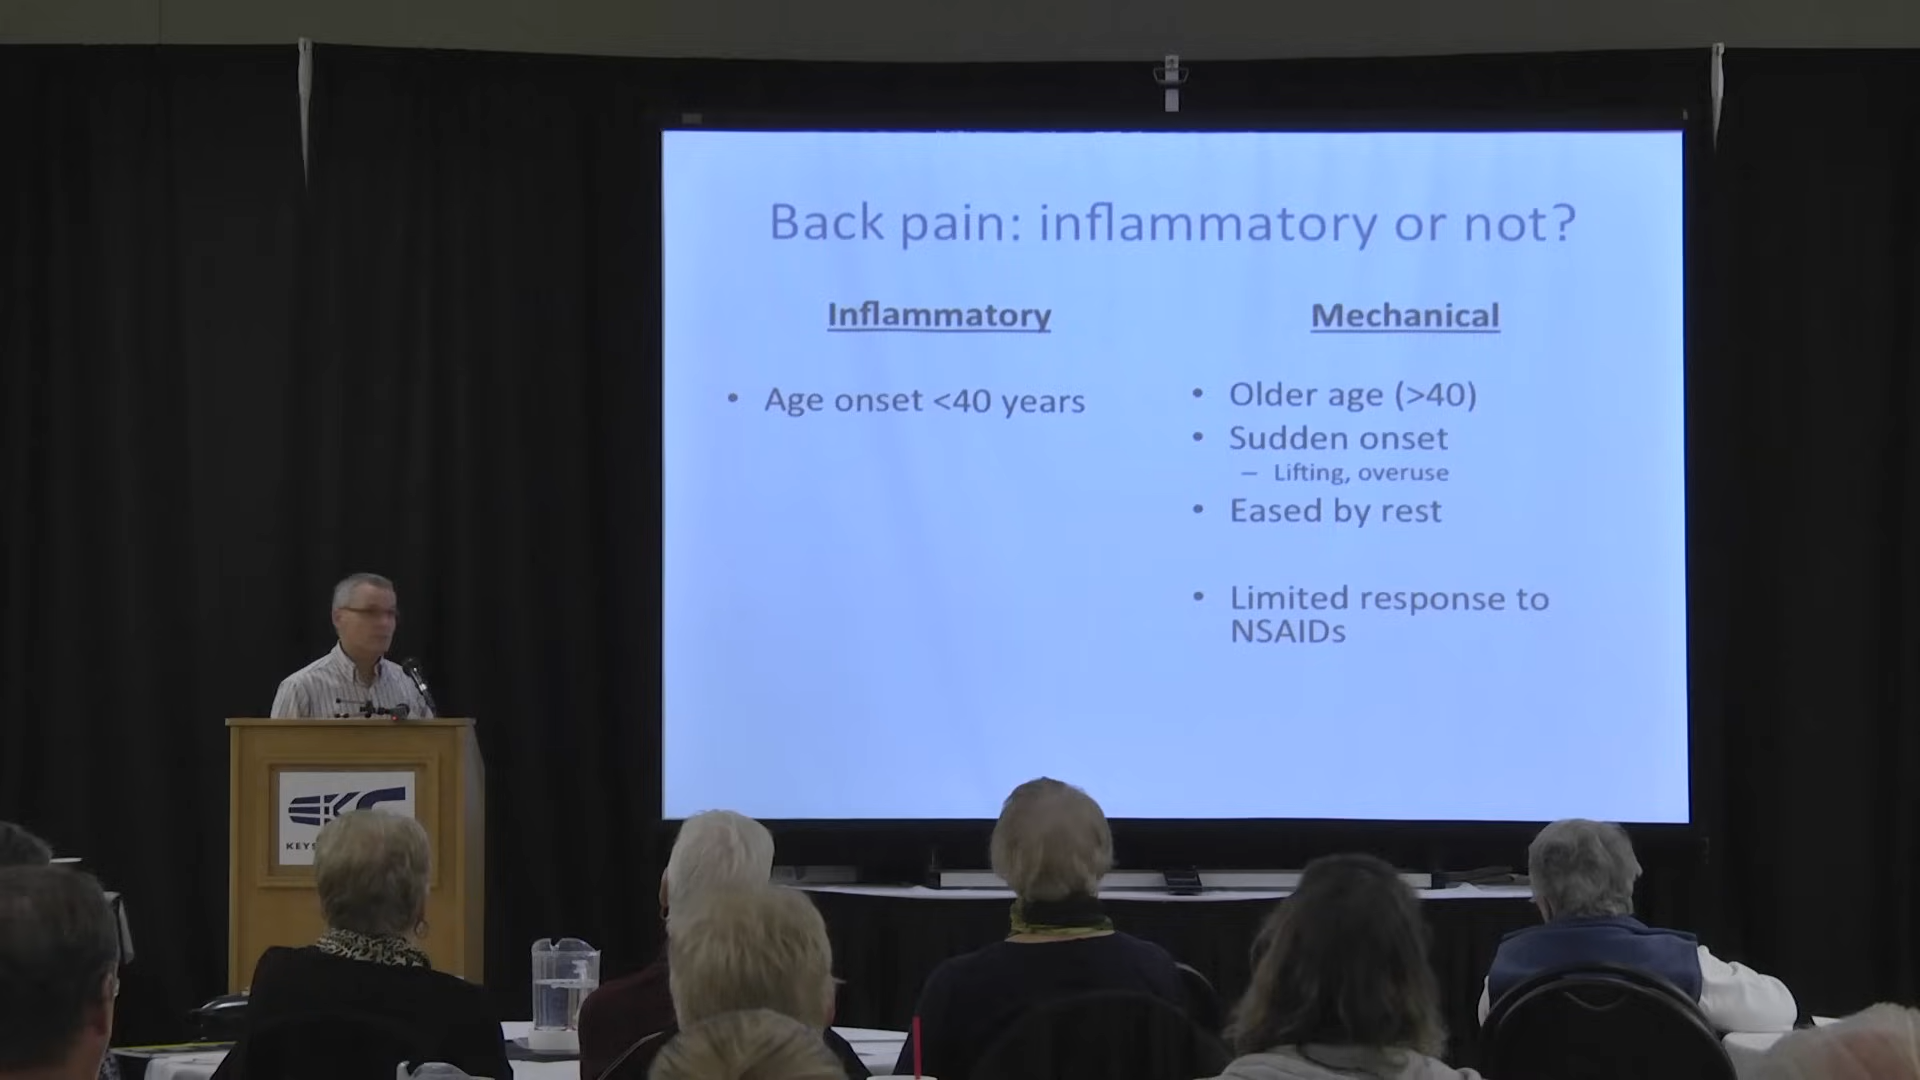 Back pain: inflammatory or not?
Inflammatory
• Age onset <40 years
Mechanical
• Older age (>40)
• Sudden onset
– Lifting, overuse
• Eased by rest
• Limited response to
NSAIDs